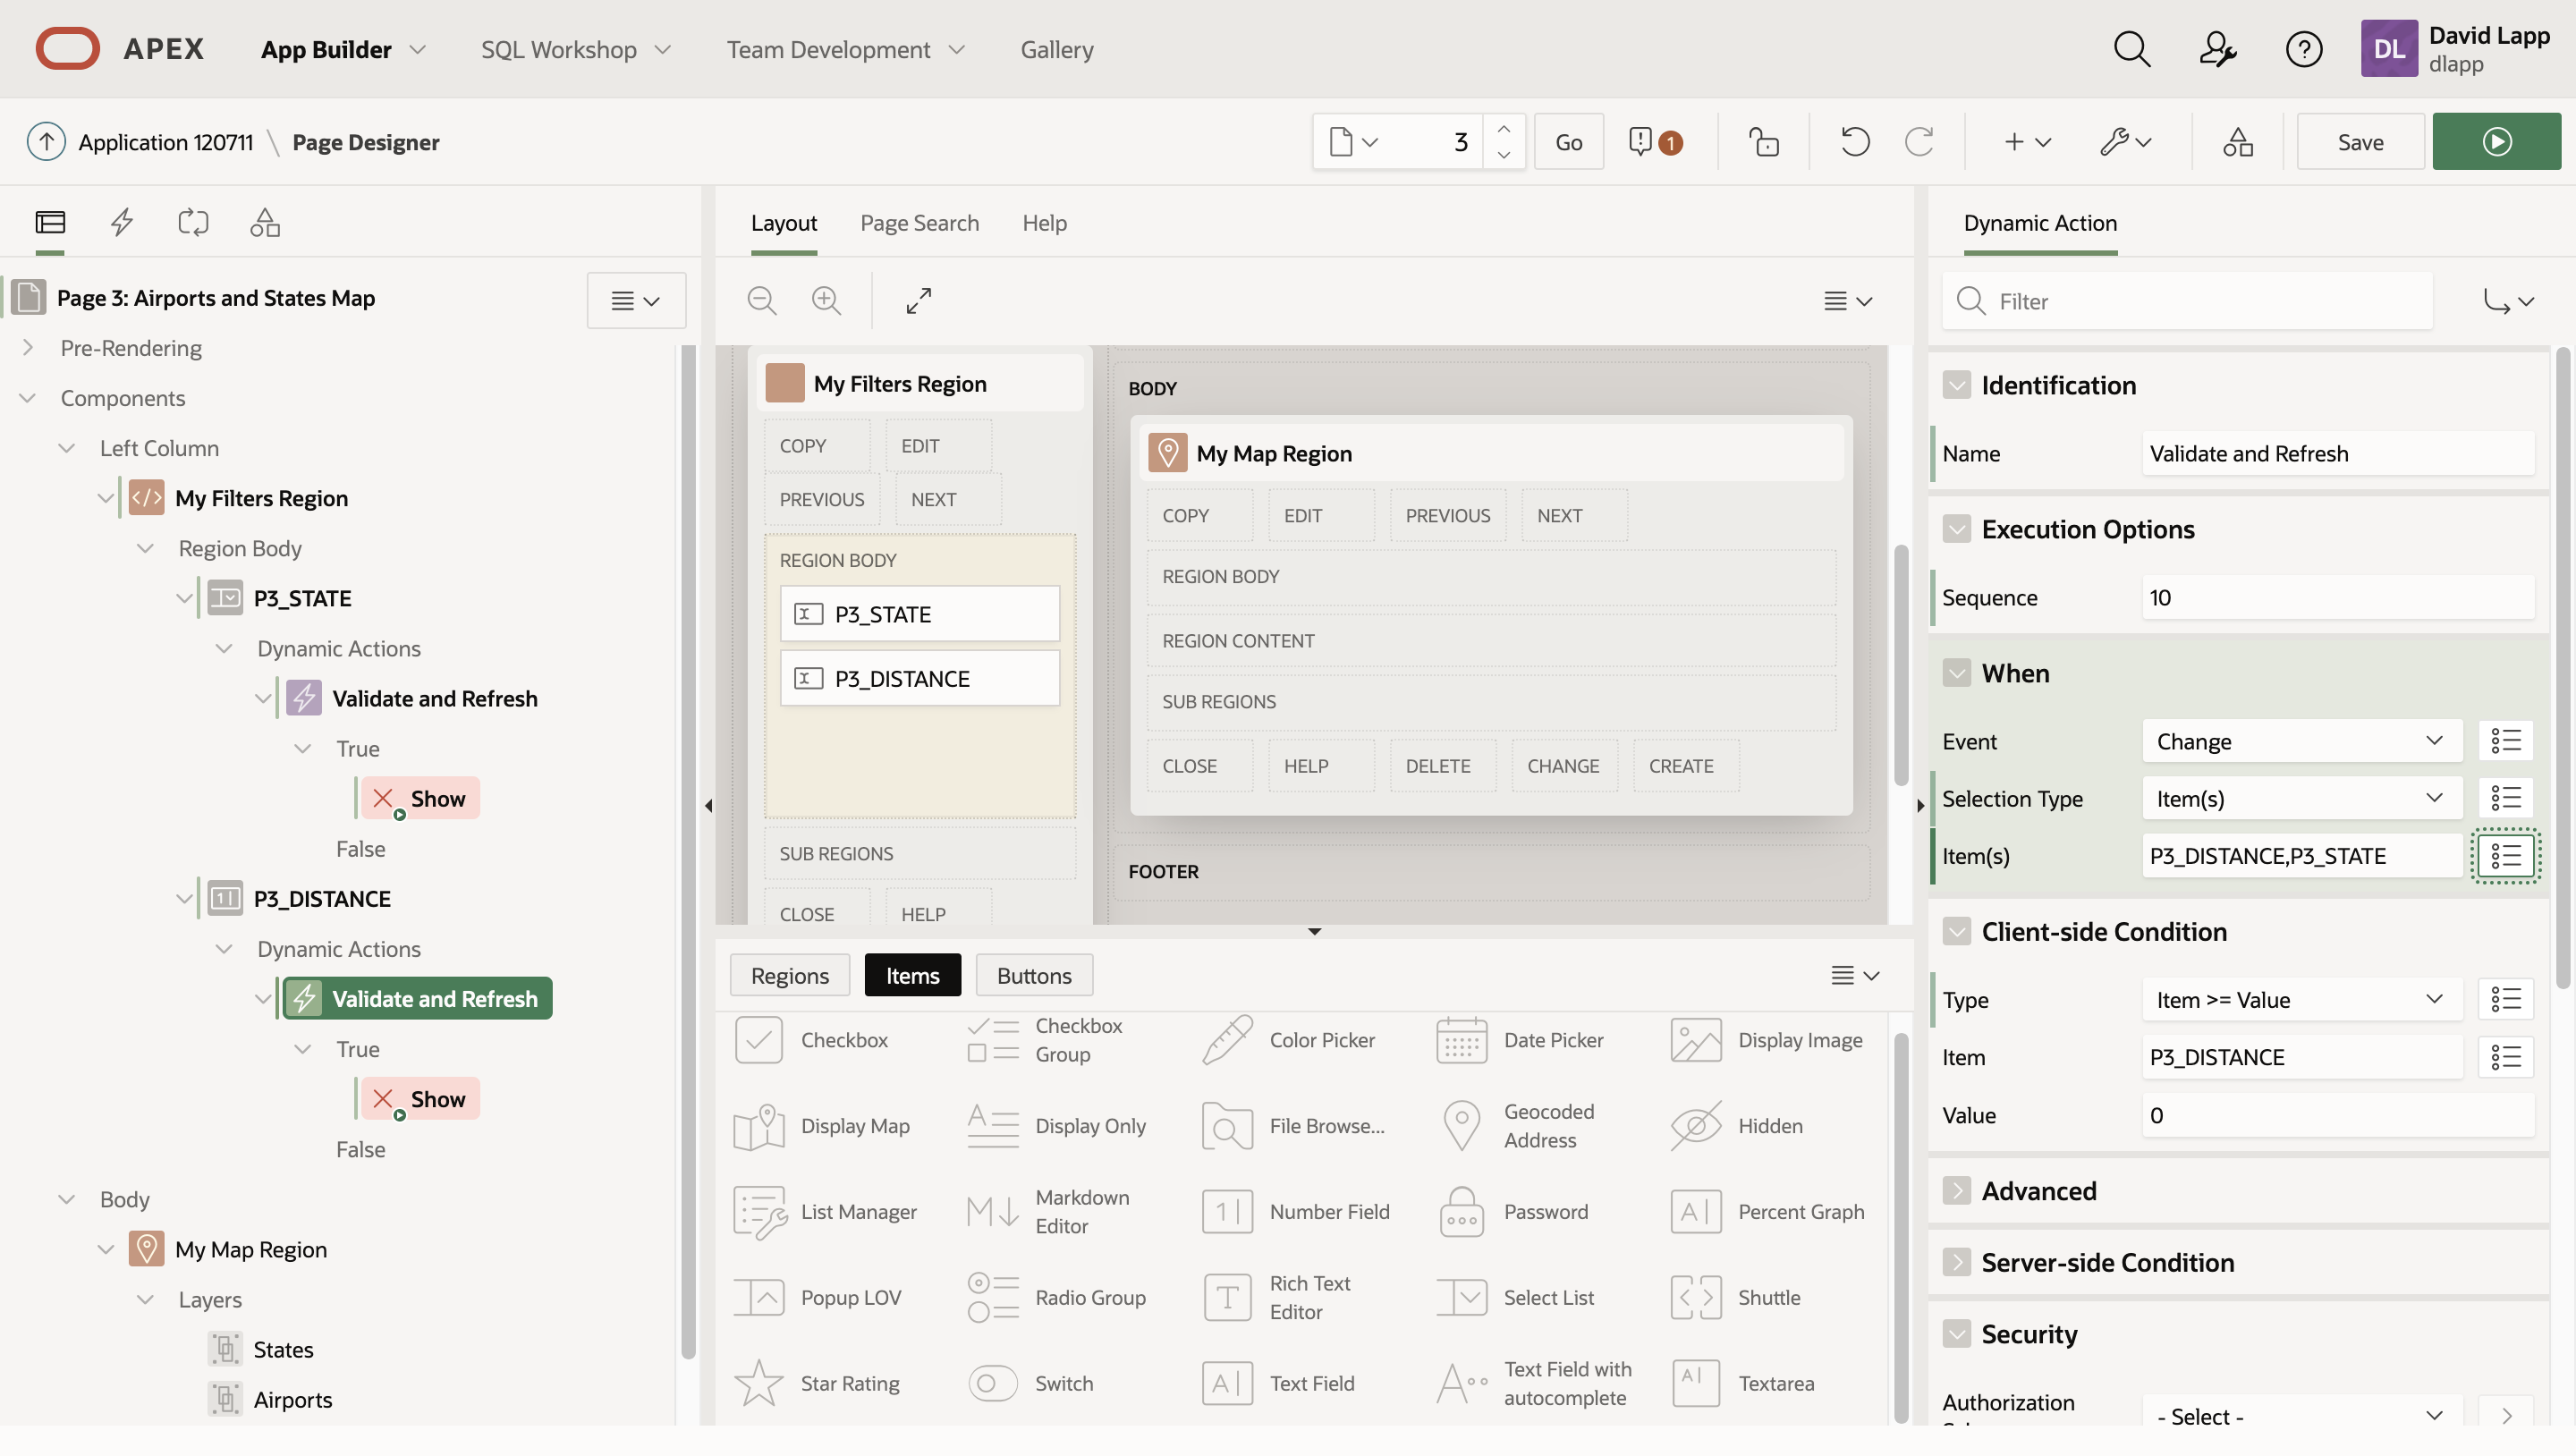 APEX
App Builder
SQL Workshop
Team Development
Gallery
DL
David Lapp
dlapp
Application 120711 \ Page Designer
3
Go
1
Save
Page 3: Airports and States Map
Pre-Rendering
Components
Left Column
My Filters Region
Region Body
P3_STATE
Dynamic Actions
Validate and Refresh
True
Show
False
P3_DISTANCE
Dynamic Actions
Validate and Refresh
True
Show
False
Body
My Map Region
Layers
States
Airports
Layout
Page Search
Help
My Filters Region
COPY
EDIT
PREVIOUS
NEXT
REGION BODY
P3_STATE
P3_DISTANCE
SUB REGIONS
CLOSE
HELP
BODY
My Map Region
COPY
EDIT
PREVIOUS
NEXT
REGION BODY
REGION CONTENT
SUB REGIONS
CLOSE
HELP
DELETE
CHANGE
CREATE
FOOTER
Regions
Items
Buttons
Checkbox
Checkbox
Group
Color Picker
Date Picker
Display Image
Display Map
Display Only
File Browse...
Geocoded
Address
Hidden
List Manager
Markdown
Editor
Number Field
Password
Percent Graph
Popup LOV
Radio Group
Rich Text
Editor
Select List
Shuttle
Star Rating
Switch
Text Field
Text Field with
autocomplete
Textarea
Dynamic Action
Filter
Identification
Name
Validate and Refresh
Execution Options
Sequence
10
When
Event
Change
Selection Type
Item(s)
Item(s)
P3_DISTANCE,P3_STATE
Client-side Condition
Type
Item >= Value
Item
P3_DISTANCE
Value
0
Advanced
Server-side Condition
Security
Authorization
- Select -